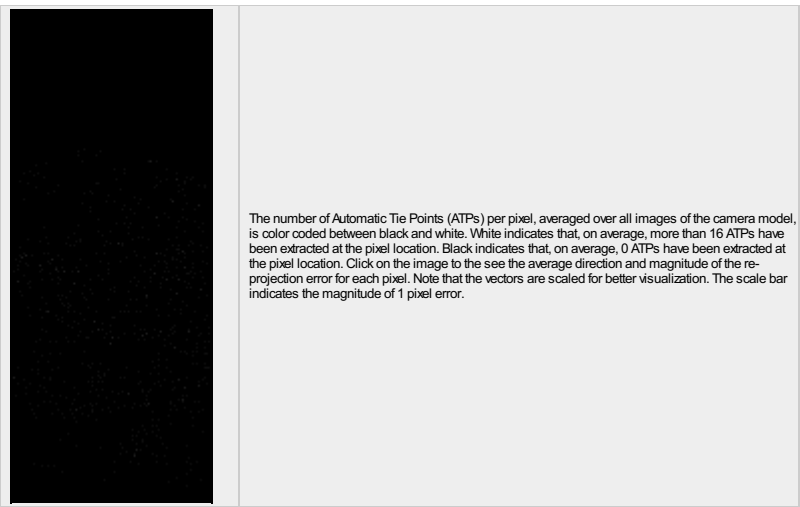 The number of Automatic Tie Points (ATPs) per pixel, averaged over all images of the camera model,
is color coded between black and white. White indicates that, on average, more than 16 ATPs have
been extracted at the pixel location. Black indicates that, on average, 0 ATPs have been extracted at
the pixel location. Click on the image to the see the average direction and magnitude of the re-
projection error for each pixel. Note that the vectors are scaled for better visualization. The scale bar
indicates the magnitude of 1 pixel error.